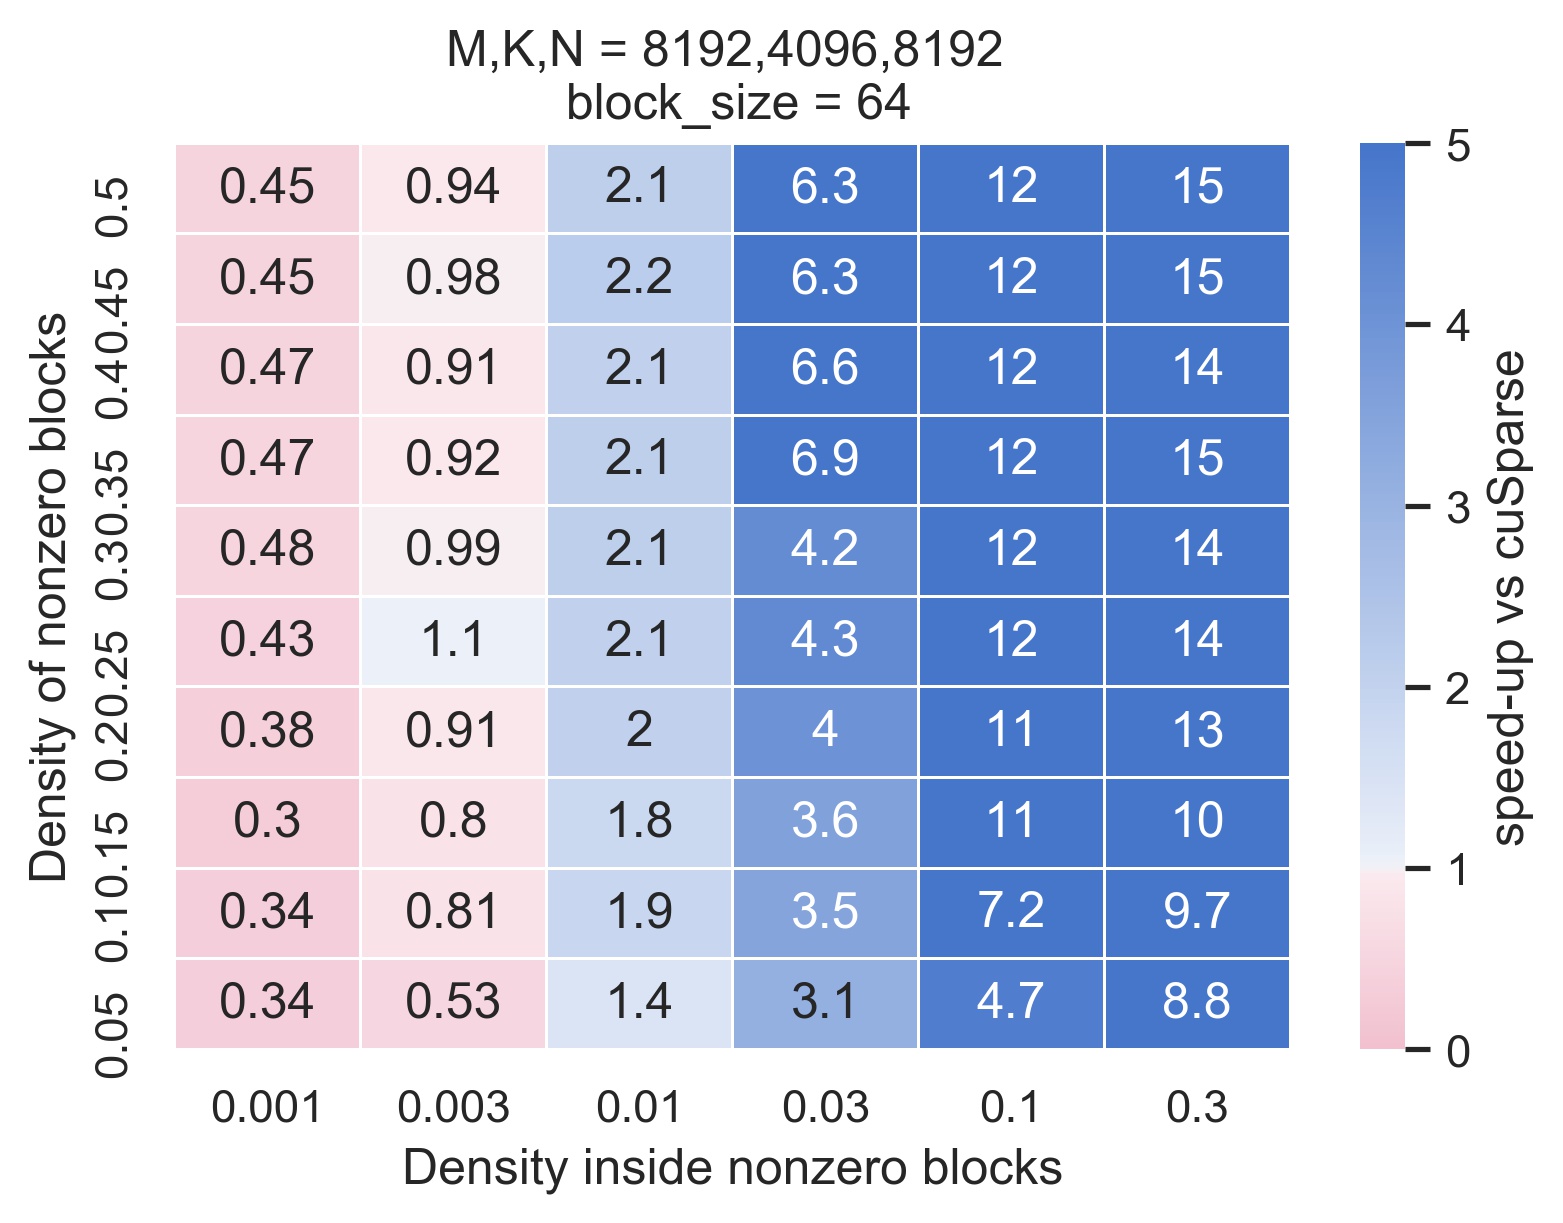 M,K,N = 8192,4096,8192
block_size = 64
Density of nonzero blocks
0.5 0.45 0.45 0.94 2.1 6.3 12 15
0.45 0.45 0.98 2.2 6.3 12 15
0.4 0.47 0.91 2.1 6.6 12 14
0.35 0.47 0.92 2.1 6.9 12 15
0.3 0.48 0.99 2.1 4.2 12 14
0.25 0.43 1.1 2.1 4.3 12 14
0.2 0.38 0.91 2 4 11 13
0.15 0.3 0.8 1.8 3.6 11 10
0.1 0.34 0.81 1.9 3.5 7.2 9.7
0.05 0.34 0.53 1.4 3.1 4.7 8.8
0.001 0.003 0.01 0.03 0.1 0.3
Density inside nonzero blocks
5
4
3
2
1
0
speed-up vs cuSparse